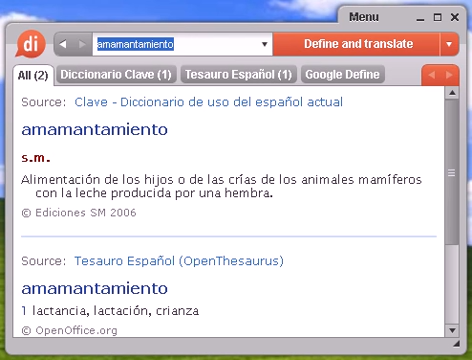 Menu
di
amamantamiento
Define and translate
All (2)
Diccionario Clave (1)
Tesauro Español (1)
Google Define
Source: Clave - Diccionario de uso del español actual
amamantamiento
s.m.
Alimentación de los hijos o de las crías de los animales mamíferos
con la leche producida por una hembra.
© Ediciones SM 2006
Source: Tesauro Español (OpenThesaurus)
amamantamiento
1 lactancia, lactación, crianza
© OpenOffice.org